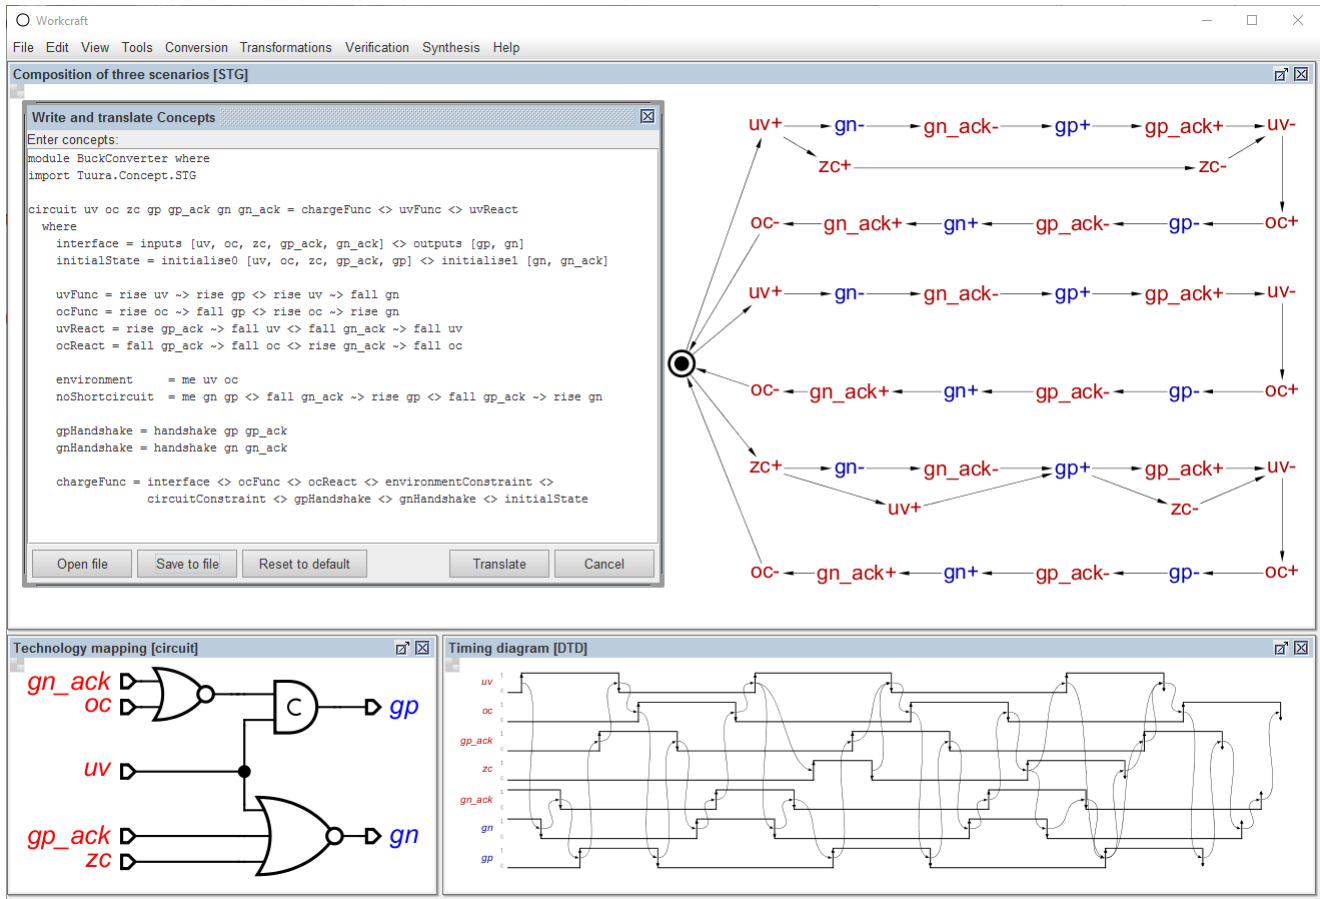 Workcraft
File Edit View Tools Conversion Transformations Verification Synthesis Help
Composition of three scenarios [STG]
Write and translate Concepts
Enter concepts:
module BuckConverter where
import Tuura.Concept.STG
circuit uv oc zc gp gp_ack gn gn_ack = chargeFunc <> uvFunc <> uvReact
where
interface = inputs [uv, oc, zc, gp_ack, gn_ack] <> outputs [gp, gn]
initialState = initialise0 [uv, oc, zc, gp_ack, gp] <> initialise1 [gn, gn_ack]
uvFunc = rise uv ~> rise gp <> rise uv ~> fall gn
ocFunc = rise oc ~> fall gp <> rise oc ~> rise gn
uvReact = rise gp_ack ~> fall uv <> fall gn_ack ~> fall uv
ocReact = fall gp_ack ~> fall oc <> rise gn_ack ~> fall oc
environment = me uv oc
noShortcircuit = me gn gp <> fall gn_ack ~> rise gp <> fall gp_ack ~> rise gn
gpHandshake = handshake gp gp_ack
gnHandshake = handshake gn gn_ack
chargeFunc = interface <> ocFunc <> ocReact <> environmentConstraint <>
circuitConstraint <> gpHandshake <> gnHandshake <> initialState
Open file Save to file Reset to default Translate Cancel
uv+ gn- gn_ack- gp+ gp_ack+ uv-
zc+ zc-
oc- gn_ack+ gn+ gp_ack- gp- oc+
uv+ gn- gn_ack- gp+ gp_ack+ uv-
oc- gn_ack+ gn+ gp_ack- gp- oc+
zc+ gn- gn_ack- gp+ gp_ack+ uv-
uv+ zc-
oc- gn_ack+ gn+ gp_ack- gp- oc+
Technology mapping [circuit]
gn_ack
oc
C
gp
uv
gp_ack
gn
zc
Timing diagram [DTD]
uv
oc
gp_ack
zc
gn_ack
gn
gp